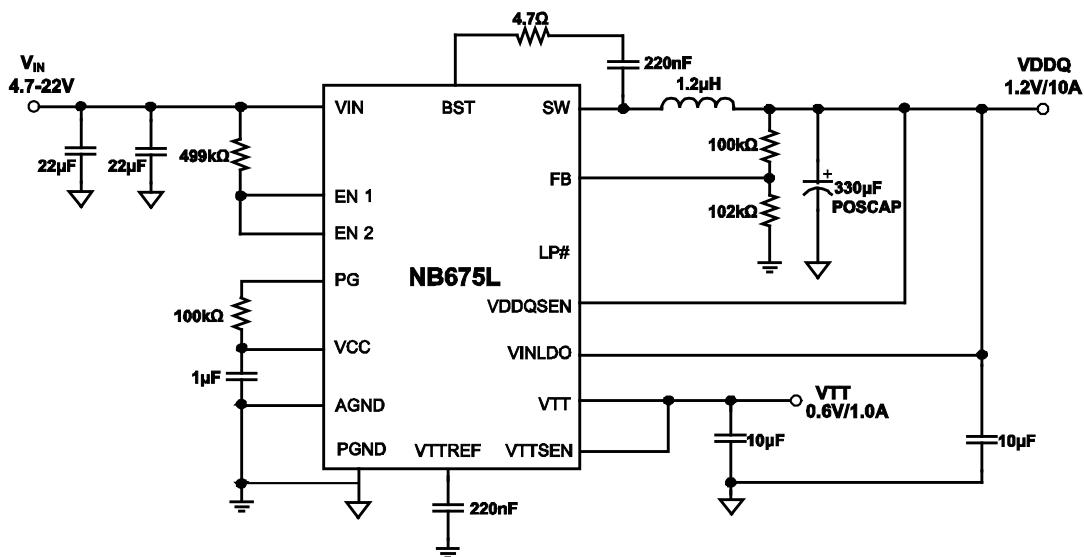 4.7Ω
220nF
VIN
4.7-22V
VDDQ
1.2V/10A
1.2µH
VIN
BST
SW
22µF
22µF
499kΩ
100kΩ
FB
330µF
POSCAP
EN 1
102kΩ
EN 2
LP#
NB675L
PG
VDDQSEN
100kΩ
VCC
VINLDO
1µF
VTT
VTT
0.6V/1.0A
AGND
10µF
10µF
PGND
VTTREF
VTTSEN
220nF